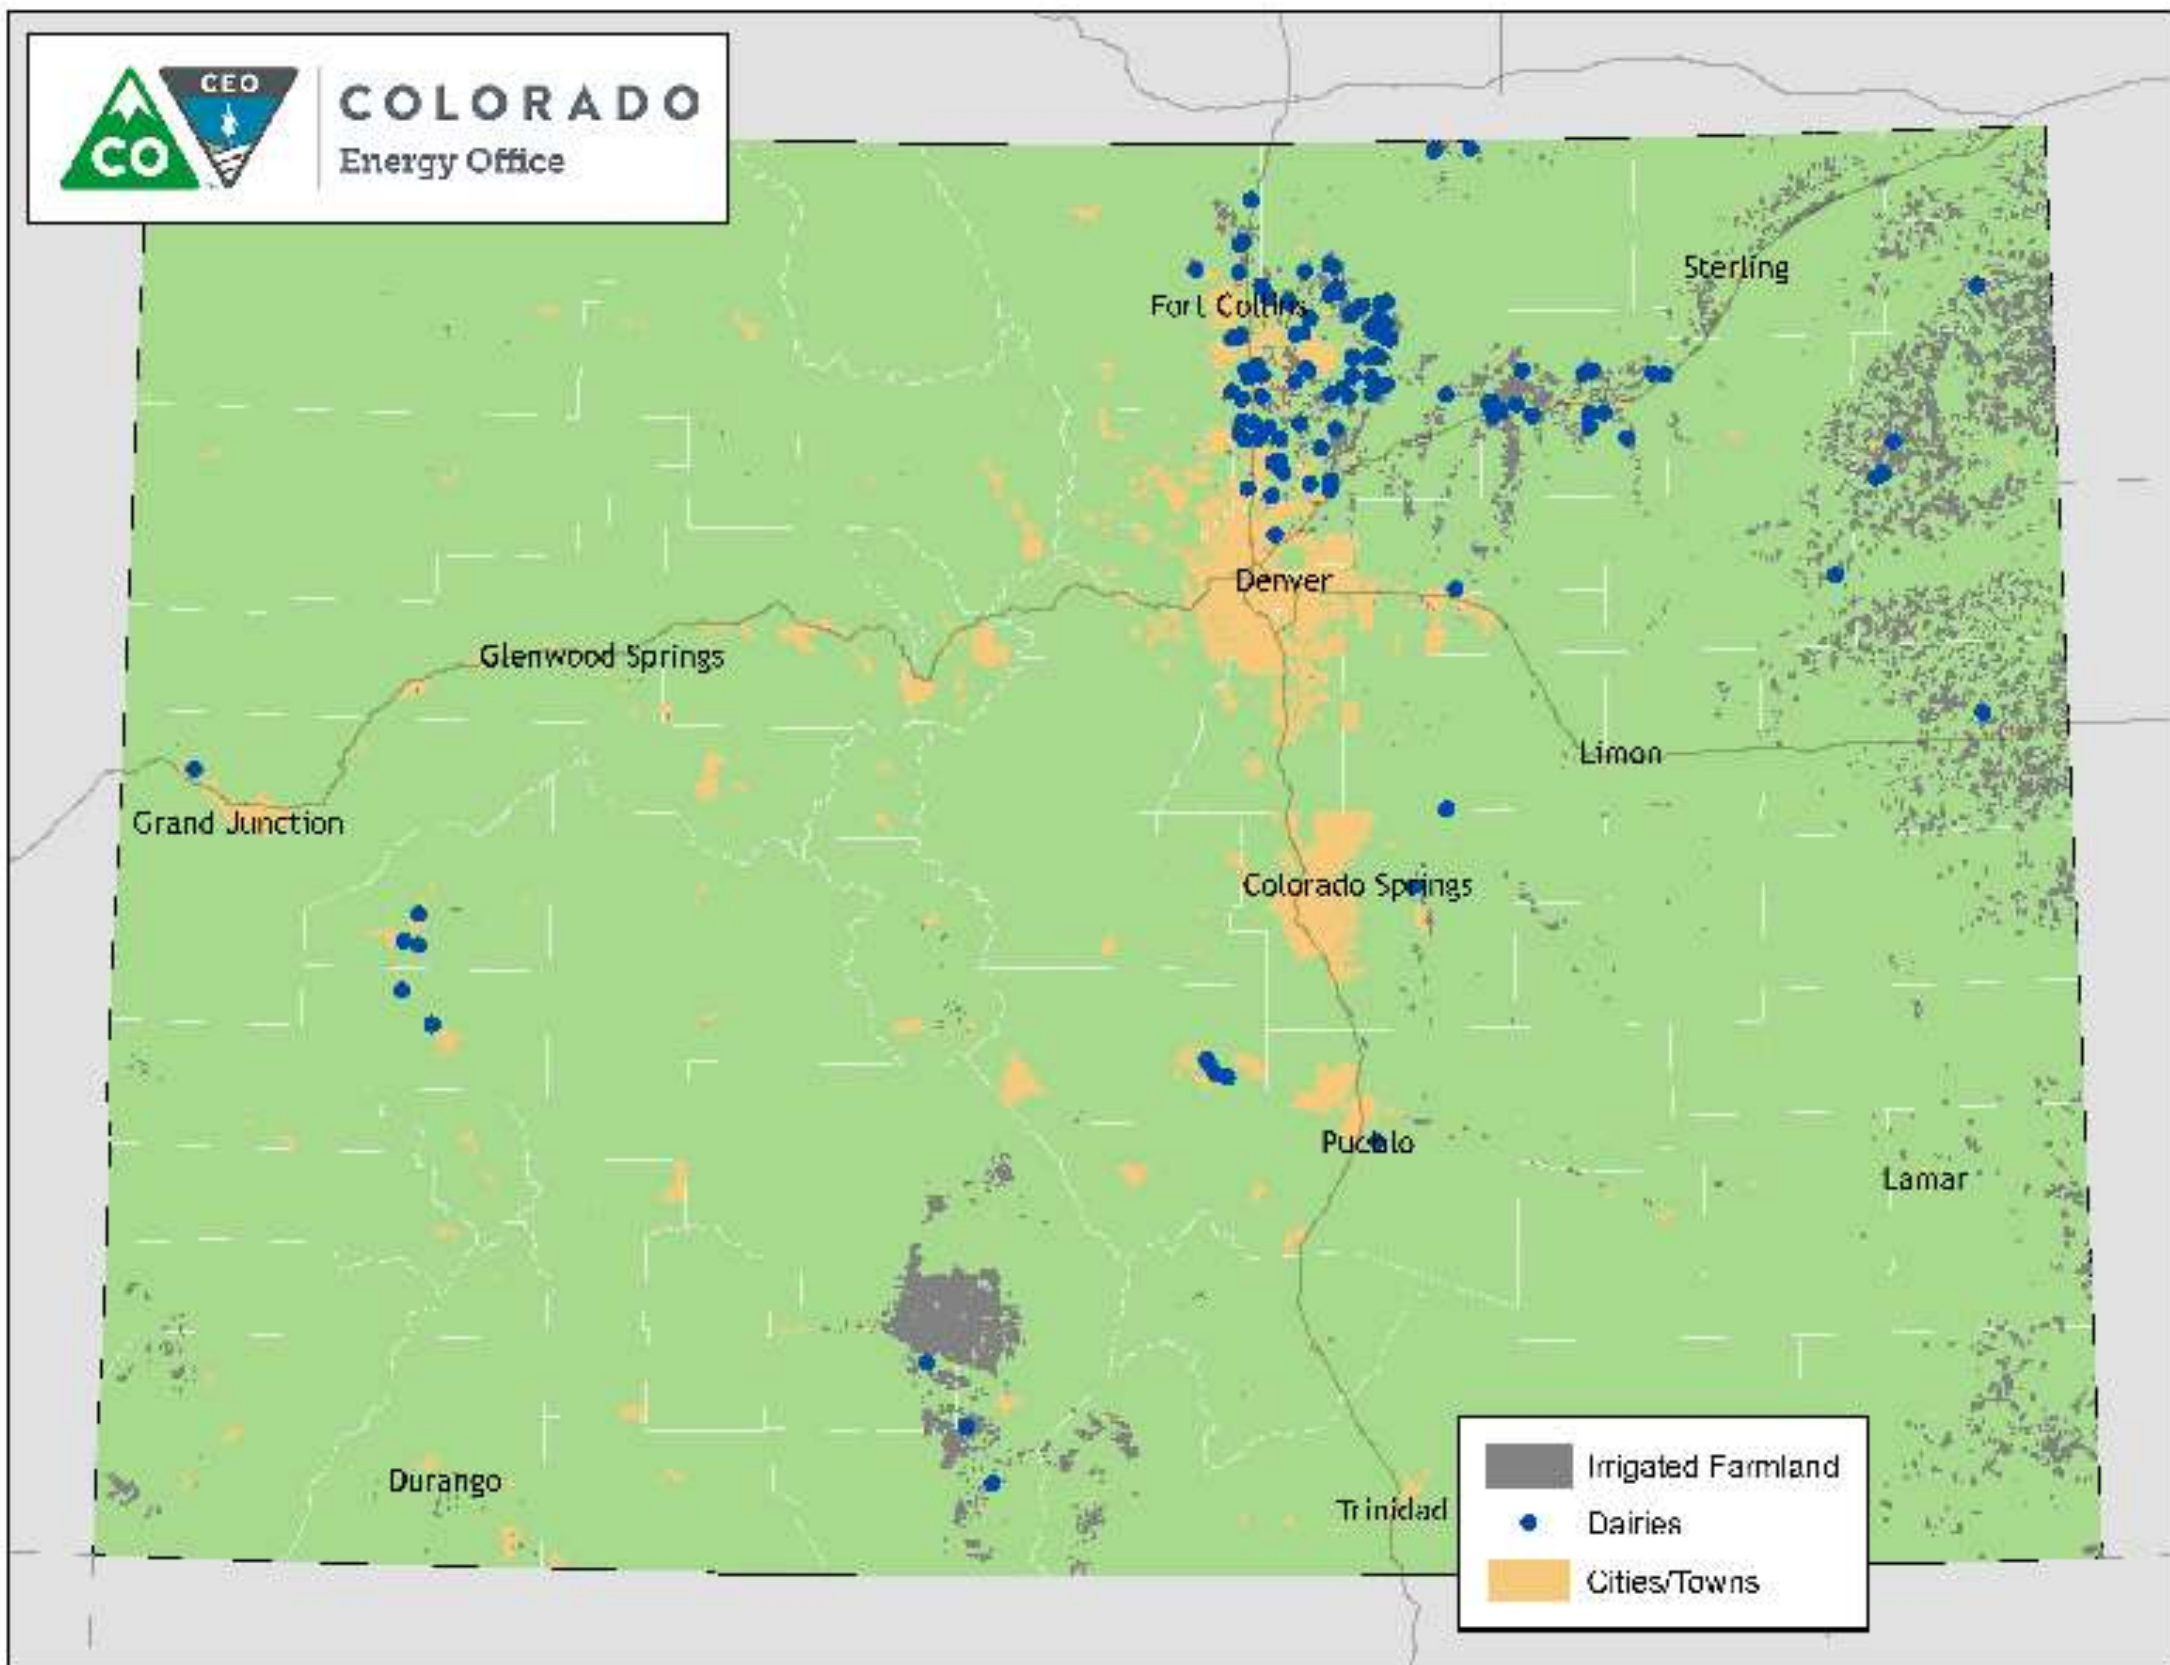 CEO
CO
COLORADO
Energy Office
Sterling
Fort Collins
Denver
Glenwood Springs
Limon
Grand Junction
Colorado Springs
Pueblo
Lamar
Durango
Trinidad
Irrigated Farmland
Dairies
Cities/Towns